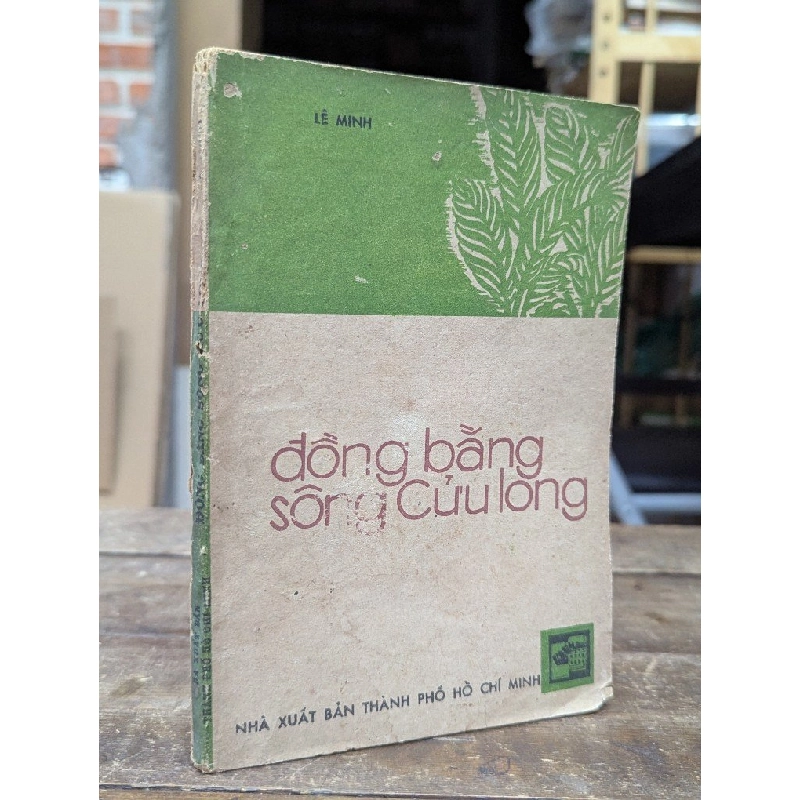 LÊ MINH
đồng bằng
sông Cửu long
NHÀ XUẤT BẢN THÀNH PHỐ HỒ CHÍ MINH